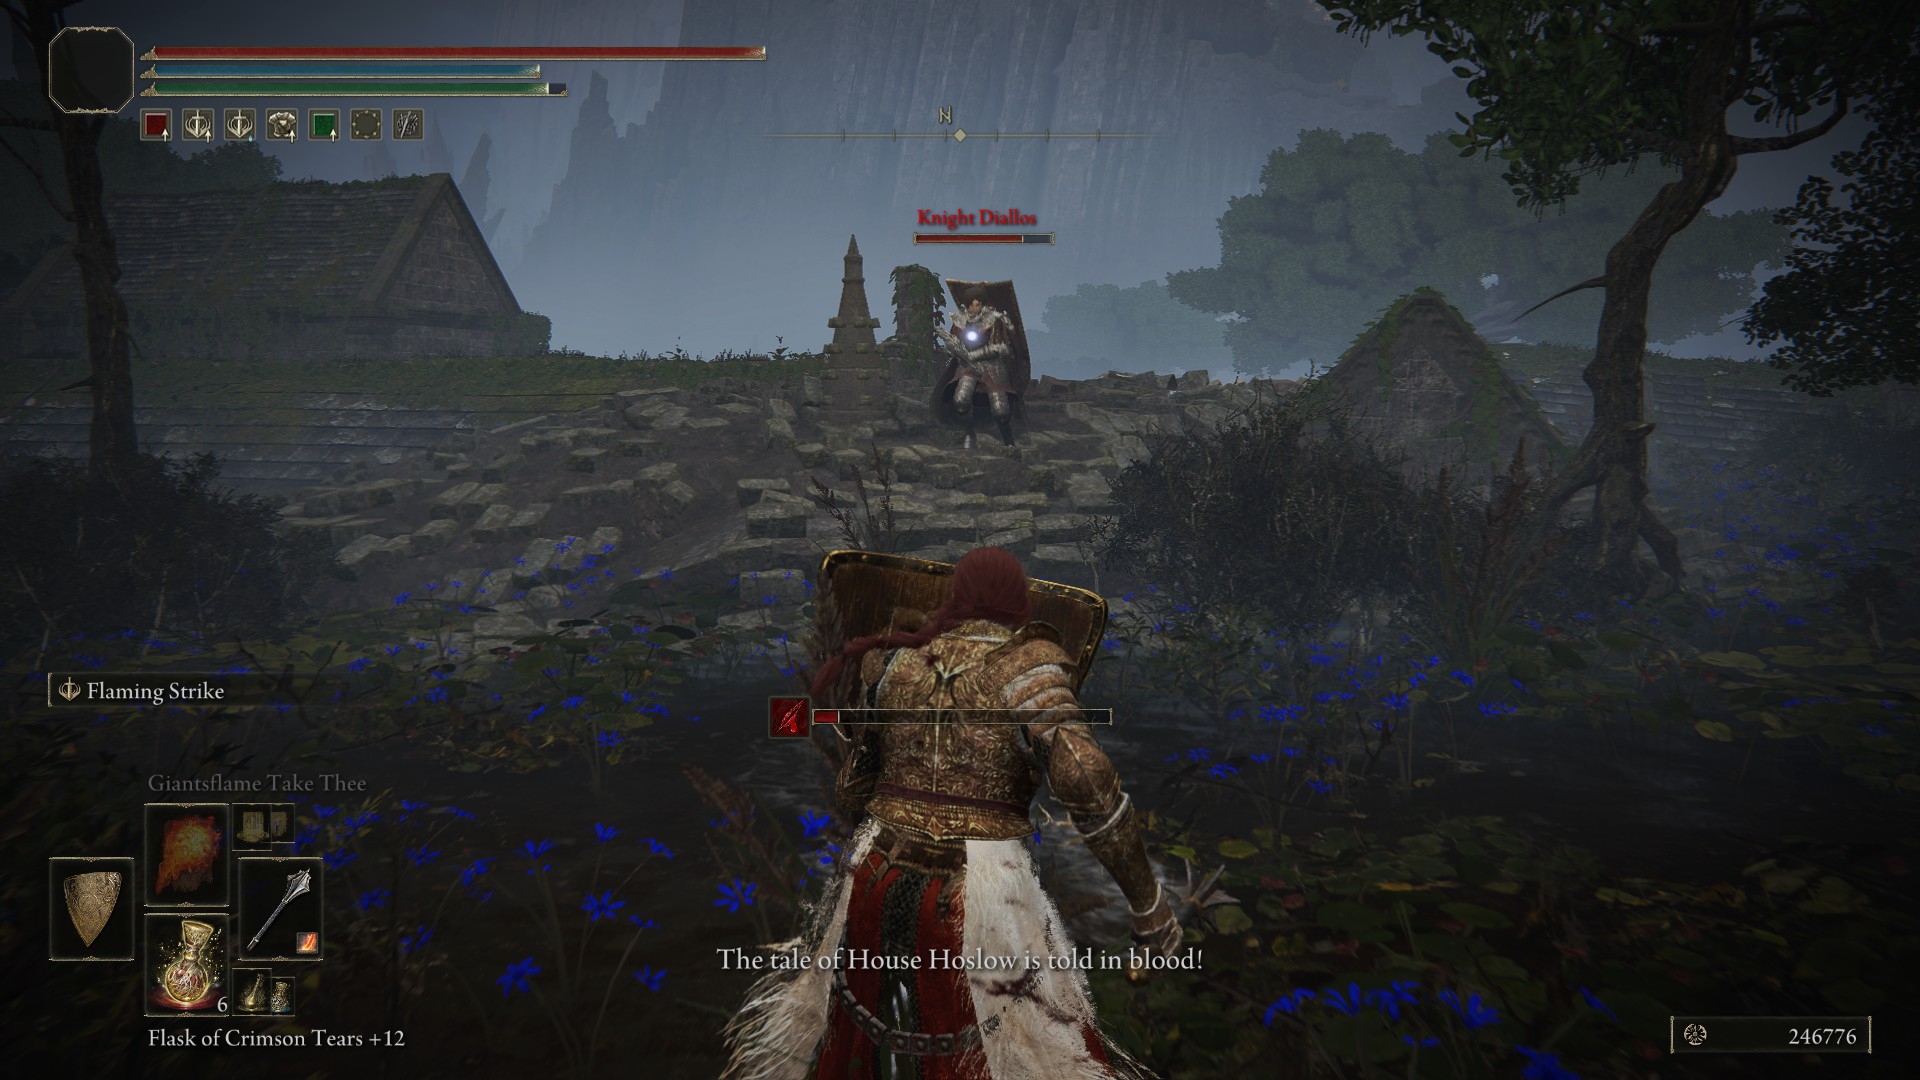 N
Knight Diallos
Flaming Strike
Giantsflame Take Thee
6
Flask of Crimson Tears +12
The tale of House Hoslow is told in blood!
246776